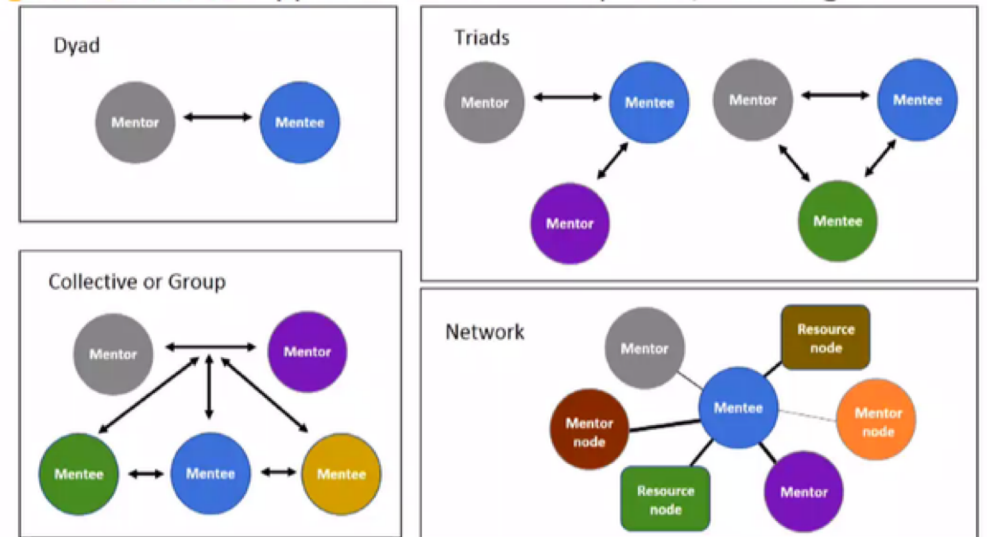 Dyad
Mentor
Mentee
Triads
Mentor
Mentee
Mentor
Mentor
Mentee
Mentee
Collective or Group
Mentor
Mentor
Mentee
Mentee
Mentee
Network
Mentor
Resource
node
Mentee
Mentor
node
Mentor
node
Resource
node
Mentor